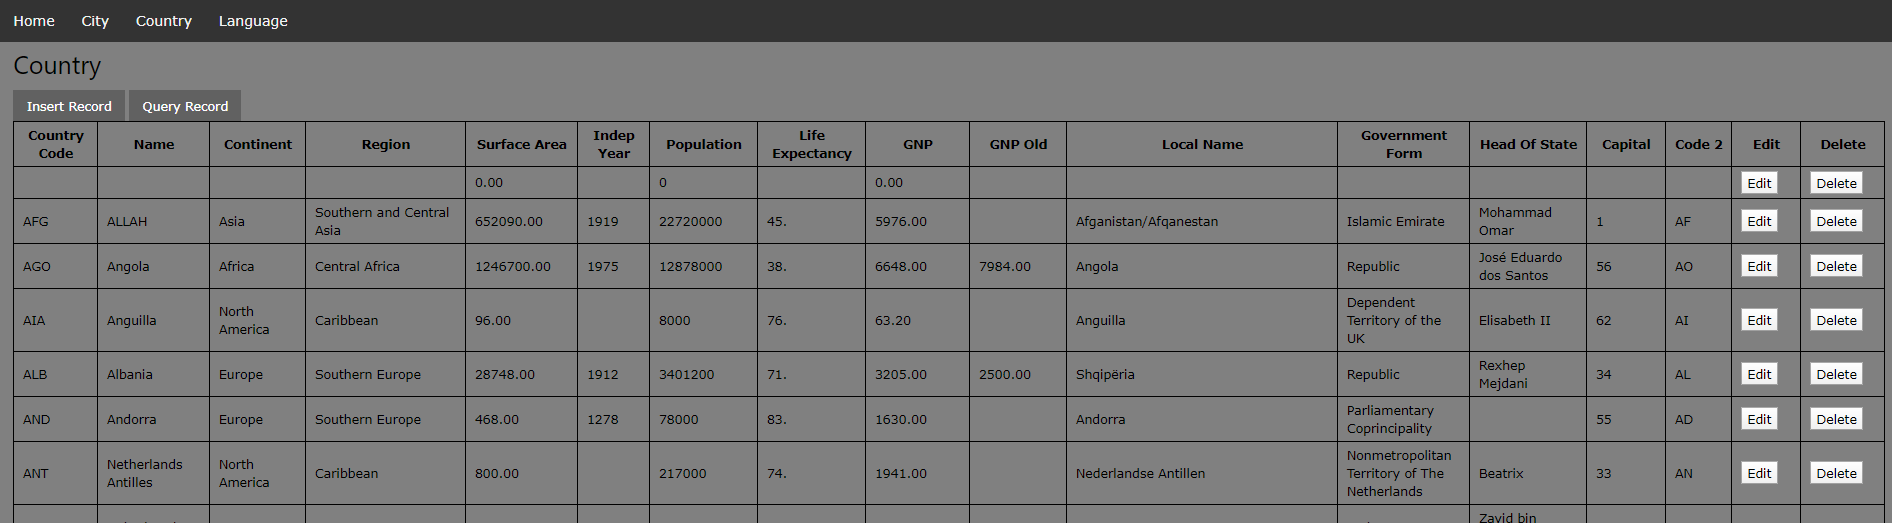 Home City Country Language
Country
Insert Record Query Record
Country Code Name Continent Region Surface Area Indep Year Population Life Expectancy GNP GNP Old Local Name Government Form Head Of State Capital Code 2 Edit Delete
0.00 0 0.00 Edit Delete
AFG ALLAH Asia Southern and Central Asia 652090.00 1919 22720000 45. 5976.00 Afganistan/Afqanestan Islamic Emirate Mohammad Omar 1 AF Edit Delete
AGO Angola Africa Central Africa 1246700.00 1975 12878000 38. 6648.00 7984.00 Angola Republic José Eduardo dos Santos 56 AO Edit Delete
AIA Anguilla North America Caribbean 96.00 8000 76. 63.20 Anguilla Dependent Territory of the UK Elisabeth II 62 AI Edit Delete
ALB Albania Europe Southern Europe 28748.00 1912 3401200 71. 3205.00 2500.00 Shqipëria Republic Rexhep Mejdani 34 AL Edit Delete
AND Andorra Europe Southern Europe 468.00 1278 78000 83. 1630.00 Andorra Parliamentary Coprincipality 55 AD Edit Delete
ANT Netherlands Antilles North America Caribbean 800.00 217000 74. 1941.00 Nederlandse Antillen Nonmetropolitan Territory of The Netherlands Beatrix 33 AN Edit Delete
Zayid bin